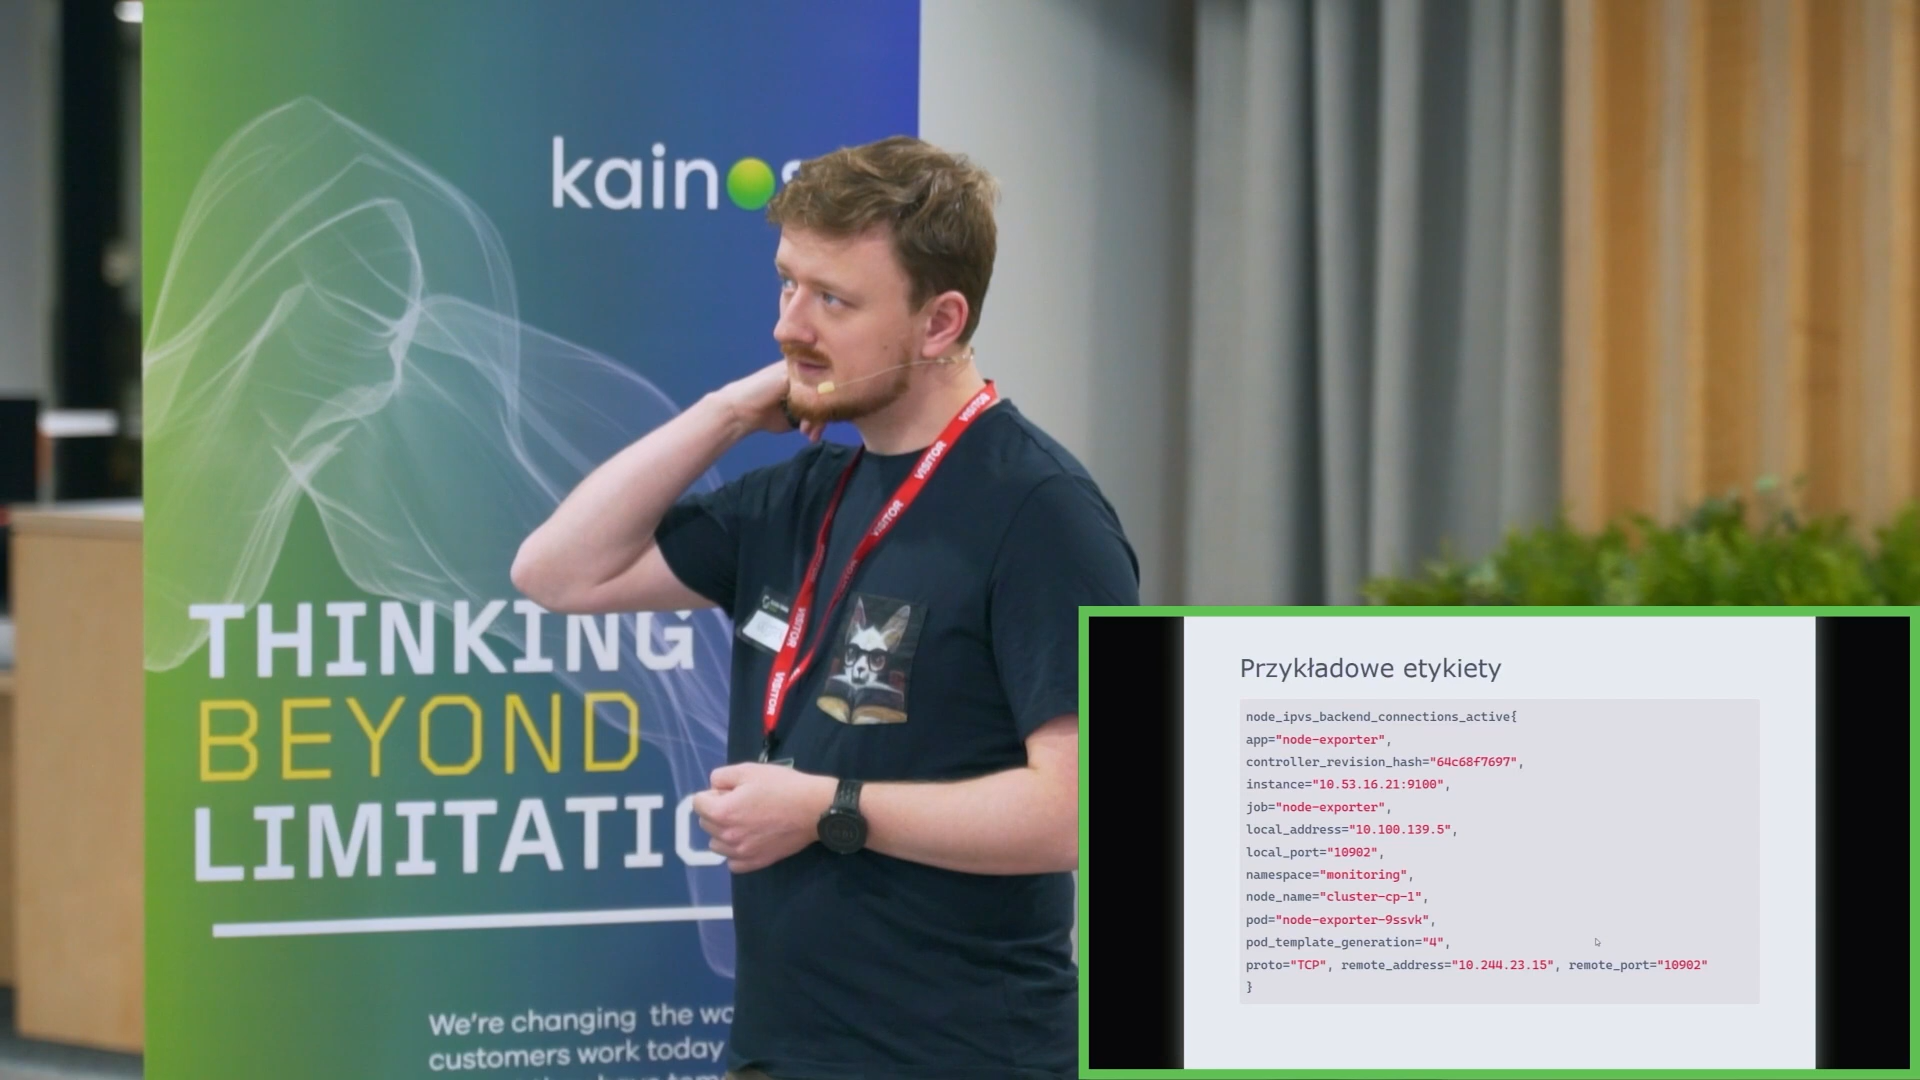 kainos
THINKING
BEYOND
LIMITATIO
We're changing the wo
customers work today
VISITOR
VISITOR
VISITOR
VISITOR
VISITOR
Przykładowe etykiety
node_ipvs_backend_connections_active{
app="node-exporter",
controller_revision_hash="64c68f7697",
instance="10.53.16.21:9100",
job="node-exporter",
local_address="10.100.139.5",
local_port="10902",
namespace="monitoring",
node_name="cluster-cp-1",
pod="node-exporter-9ssvk",
pod_template_generation="4",
proto="TCP", remote_address="10.244.23.15", remote_port="10902"
}